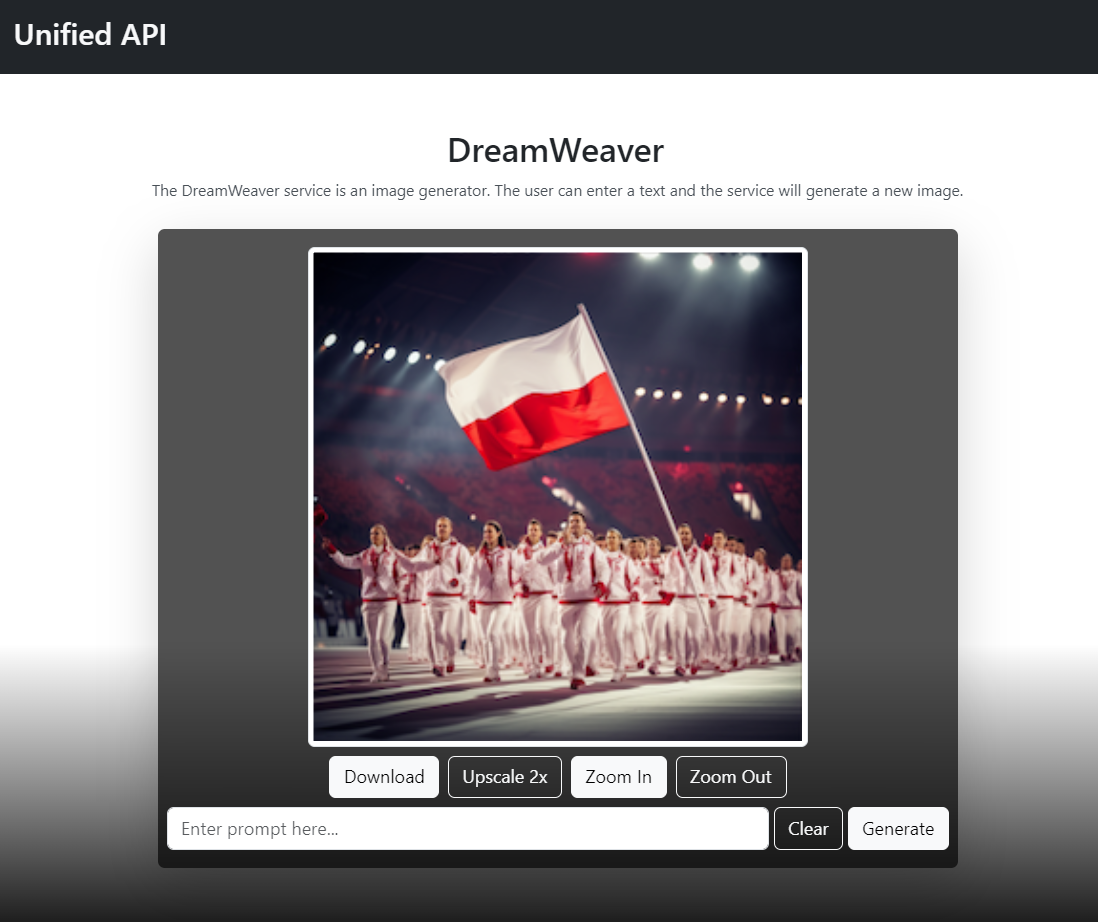 Unified API
DreamWeaver
The DreamWeaver service is an image generator. The user can enter a text and the service will generate a new image.
Download Upscale 2x Zoom In Zoom Out
Enter prompt here... Clear Generate